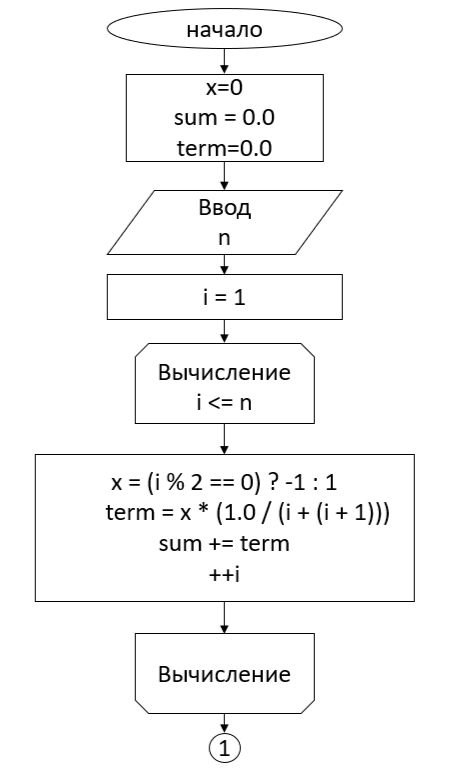 начало
x=0
sum = 0.0
term=0.0
Ввод
n
i = 1
Вычисление
i <= n
x = (i % 2 == 0) ? -1 : 1
term = x * (1.0 / (i + (i + 1)))
sum += term
++i
Вычисление
1